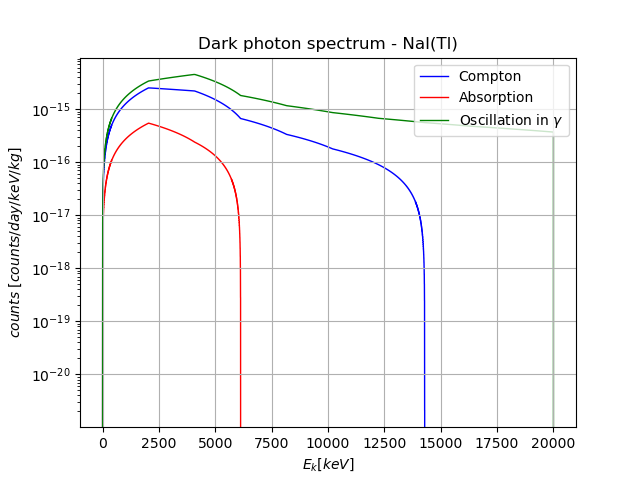 Dark photon spectrum - NaI(Tl)
Compton
Absorption
Oscillation in γ
counts [counts/day/keV/kg]
10⁻¹⁵
10⁻¹⁶
10⁻¹⁷
10⁻¹⁸
10⁻¹⁹
10⁻²⁰
0 2500 5000 7500 10000 12500 15000 17500 20000
Eₖ[keV]